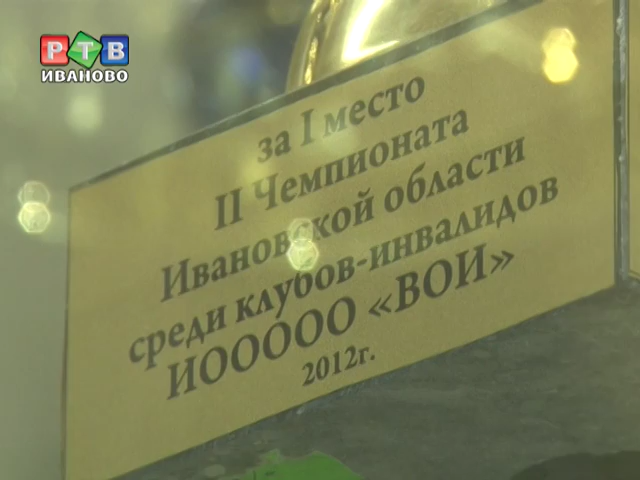 РТВ
ИВАНОВО
за I место
II Чемпионата
Ивановской области
среди клубов-инвалидов
ИООООО «ВОИ»
2012г.